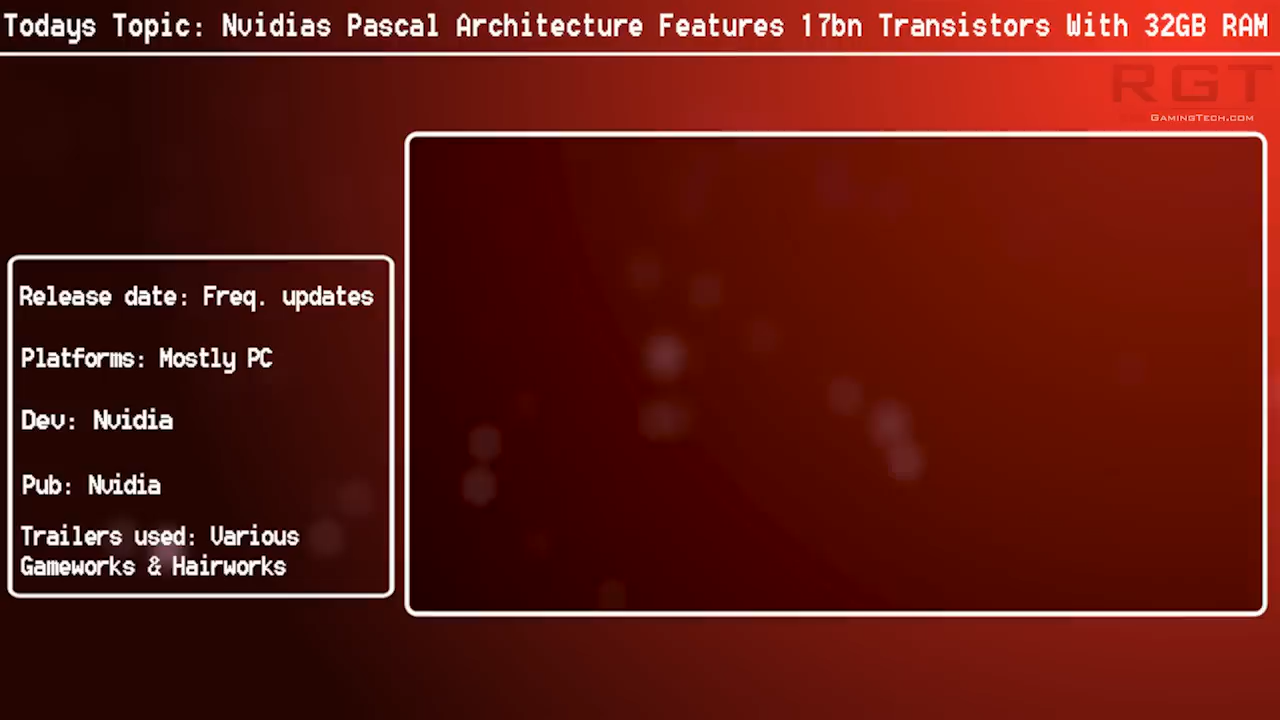 Todays Topic: Nvidias Pascal Architecture Features 17bn Transistors With 32GB RAM
RGT
GamingTech.com
Release date: Freq. updates
Platforms: Mostly PC
Dev: Nvidia
Pub: Nvidia
Trailers used: Various
Gameworks & Hairworks